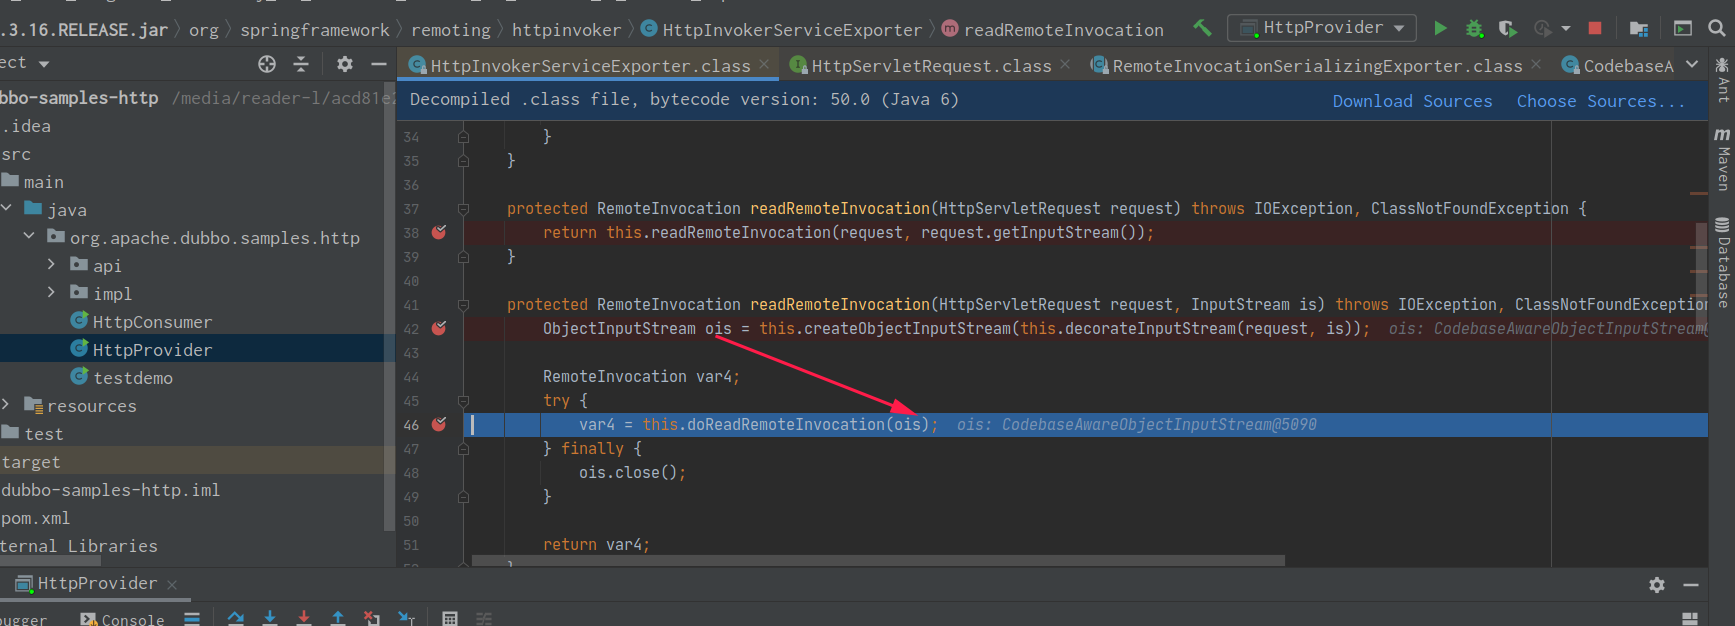 .3.16.RELEASE.jar org springframework remoting httpinvoker HttpInvokerServiceExporter readRemoteInvocation HttpProvider
ect
HttpInvokerServiceExporter.class HttpServletRequest.class RemoteInvocationSerializingExporter.class CodebaseA
Decompiled .class file, bytecode version: 50.0 (Java 6) Download Sources Choose Sources...
bbo-samples-http /media/reader-l/acd81e2
.idea
src
main
java
org.apache.dubbo.samples.http
api
impl
HttpConsumer
HttpProvider
testdemo
resources
test
target
dubbo-samples-http.iml
pom.xml
ternal Libraries
34 }
35 }
36
37 protected RemoteInvocation readRemoteInvocation(HttpServletRequest request) throws IOException, ClassNotFoundException {
38 return this.readRemoteInvocation(request, request.getInputStream());
39 }
40
41 protected RemoteInvocation readRemoteInvocation(HttpServletRequest request, InputStream is) throws IOException, ClassNotFoundException
42 ObjectInputStream ois = this.createObjectInputStream(this.decorateInputStream(request, is)); ois: CodebaseAwareObjectInputStream@
43
44 RemoteInvocation var4;
45 try {
46 var4 = this.doReadRemoteInvocation(ois); ois: CodebaseAwareObjectInputStream@5090
47 } finally {
48 ois.close();
49 }
50
51 return var4;
Ant
Maven
Database
HttpProvider
ugger Console